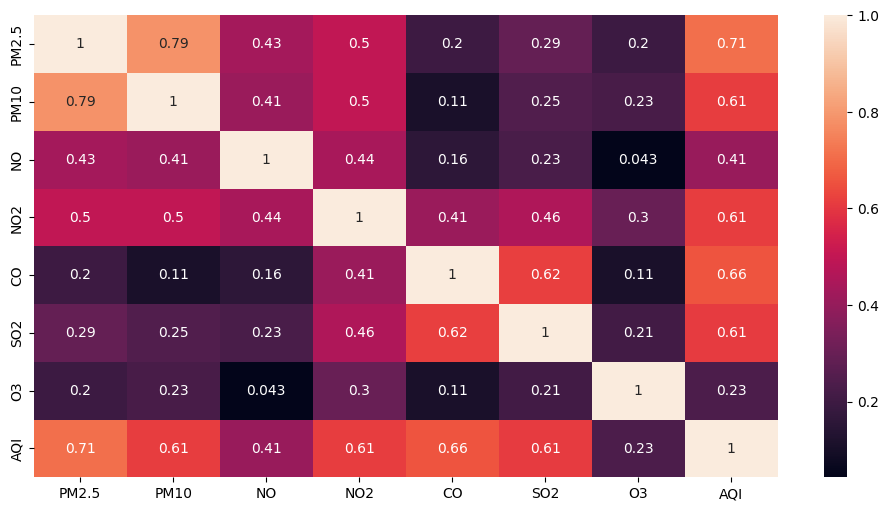 PM2.5 1 0.79 0.43 0.5 0.2 0.29 0.2 0.71
PM10 0.79 1 0.41 0.5 0.11 0.25 0.23 0.61
NO 0.43 0.41 1 0.44 0.16 0.23 0.043 0.41
NO2 0.5 0.5 0.44 1 0.41 0.46 0.3 0.61
CO 0.2 0.11 0.16 0.41 1 0.62 0.11 0.66
SO2 0.29 0.25 0.23 0.46 0.62 1 0.21 0.61
O3 0.2 0.23 0.043 0.3 0.11 0.21 1 0.23
AQI 0.71 0.61 0.41 0.61 0.66 0.61 0.23 1
PM2.5 PM10 NO NO2 CO SO2 O3 AQI
1.0
0.8
0.6
0.4
0.2